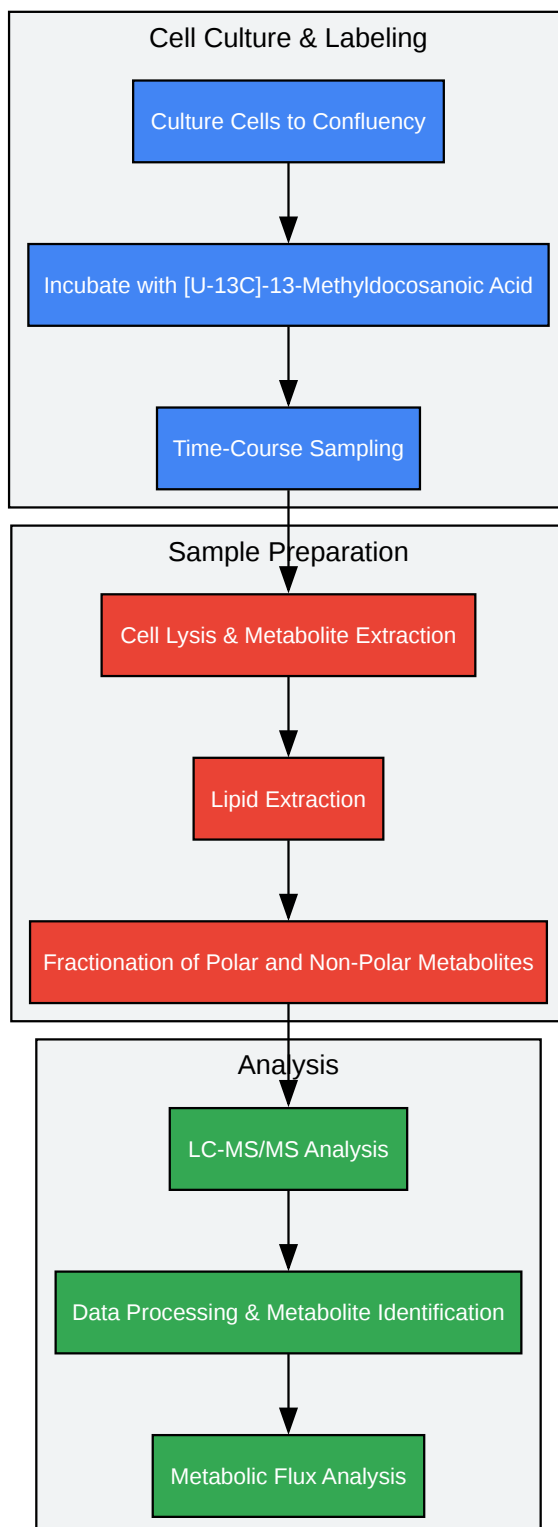 Cell Culture & Labeling
Culture Cells to Confluency
Incubate with [U-13C]-13-Methyldocosanoic Acid
Time-Course Sampling
Sample Preparation
Cell Lysis & Metabolite Extraction
Lipid Extraction
Fractionation of Polar and Non-Polar Metabolites
Analysis
LC-MS/MS Analysis
Data Processing & Metabolite Identification
Metabolic Flux Analysis